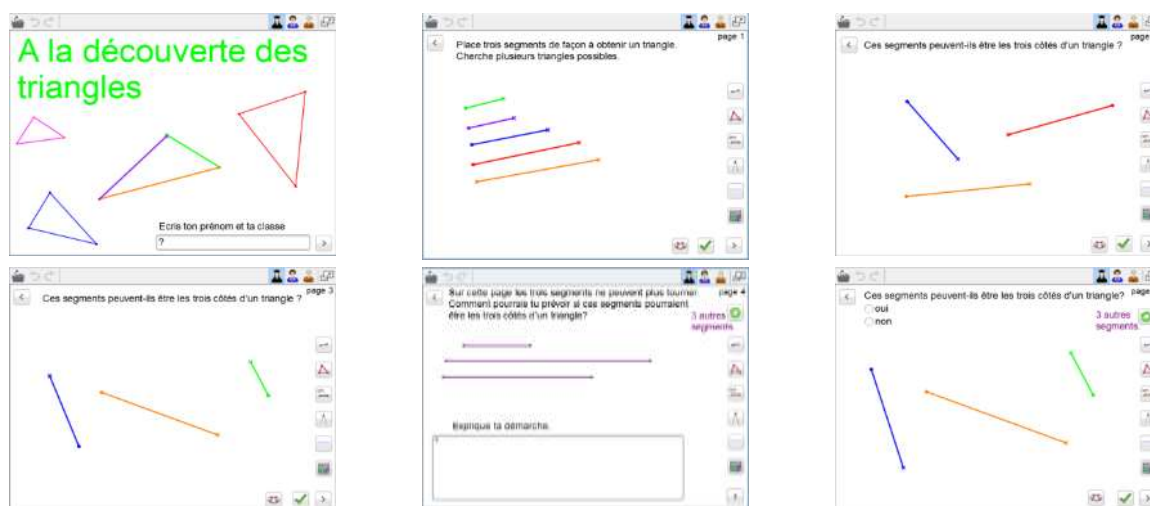 A la découverte des
triangles
Ecris ton prénom et ta classe
?
page 1
Place trois segments de façon à obtenir un triangle.
Cherche plusieurs triangles possibles.
page
Ces segments peuvent-ils être les trois côtés d'un triangle ?
page 3
Ces segments peuvent-ils être les trois côtés d'un triangle ?
page 4
Sur cette page les trois segments ne peuvent plus tourner.
Comment pourrais tu prévoir si ces segments pourraient
être les trois côtés d'un triangle?
3 autres
segments
Explique ta démarche.
page
Ces segments peuvent-ils être les trois côtés d'un triangle?
oui
non
3 autres
segments